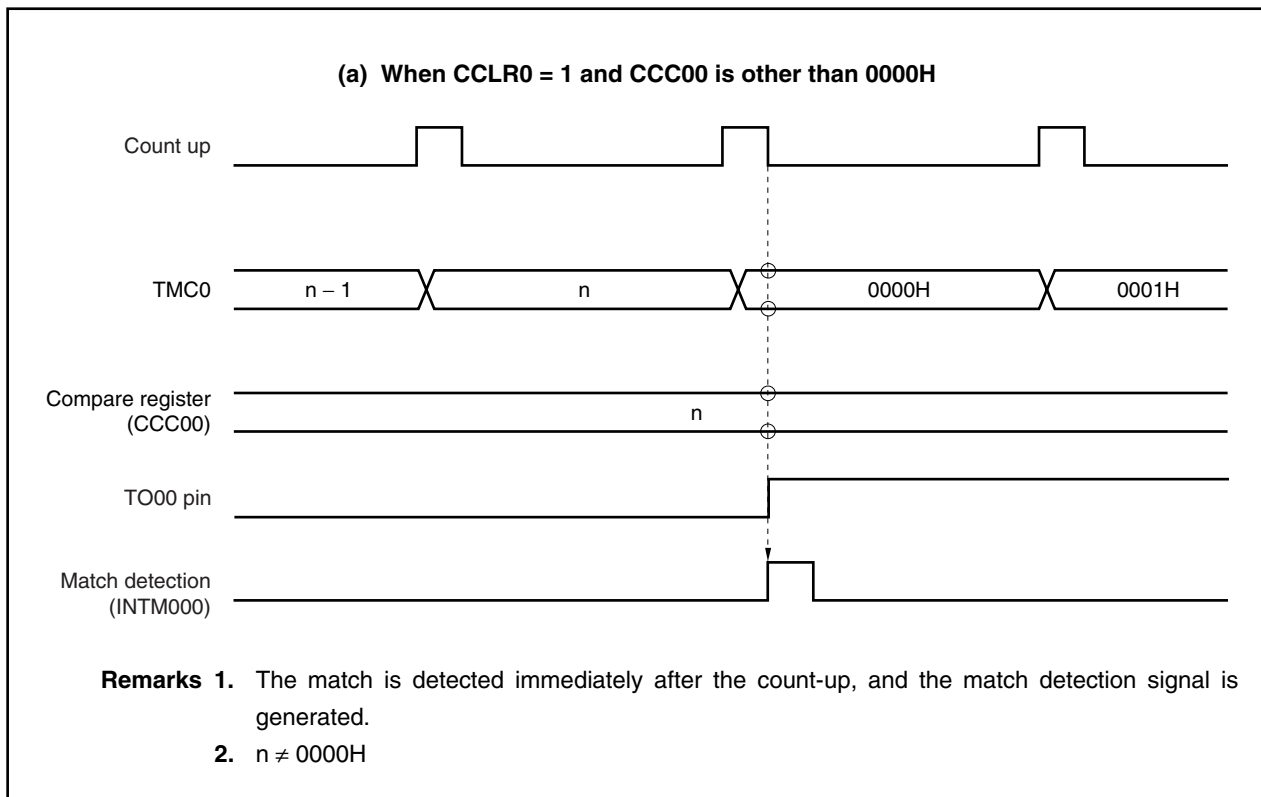 (a) When CCLR0 = 1 and CCC00 is other than 0000H
Count up
TMC0
n – 1
n
0000H
0001H
Compare register
(CCC00)
n
TO00 pin
Match detection
(INTM000)
Remarks 1. The match is detected immediately after the count-up, and the match detection signal is
generated.
2. n ≠ 0000H